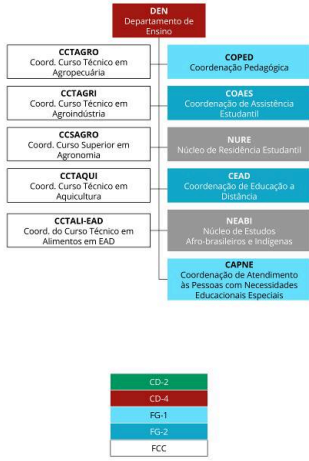 DEN
Departamento de
Ensino
CCTAGRO
Coord. Curso Técnico em
Agropecuária
COPED
Coordenação Pedagógica
CCTAGRI
Coord. Curso Técnico em
Agroindústria
COAES
Coordenação de Assistência
Estudantil
CCSAGRO
Coord. Curso Superior em
Agronomia
NURE
Núcleo de Residência Estudantil
CCTAQUI
Coord. Curso Técnico em
Aquicultura
CEAD
Coordenação de Educação a
Distância
CCTALI-EAD
Coord. do Curso Técnico em
Alimentos em EAD
NEABI
Núcleo de Estudos
Afro-brasileiros e Indígenas
CAPNE
Coordenação de Atendimento
às Pessoas com Necessidades
Educacionais Especiais
CD-2
CD-4
FG-1
FG-2
FCC